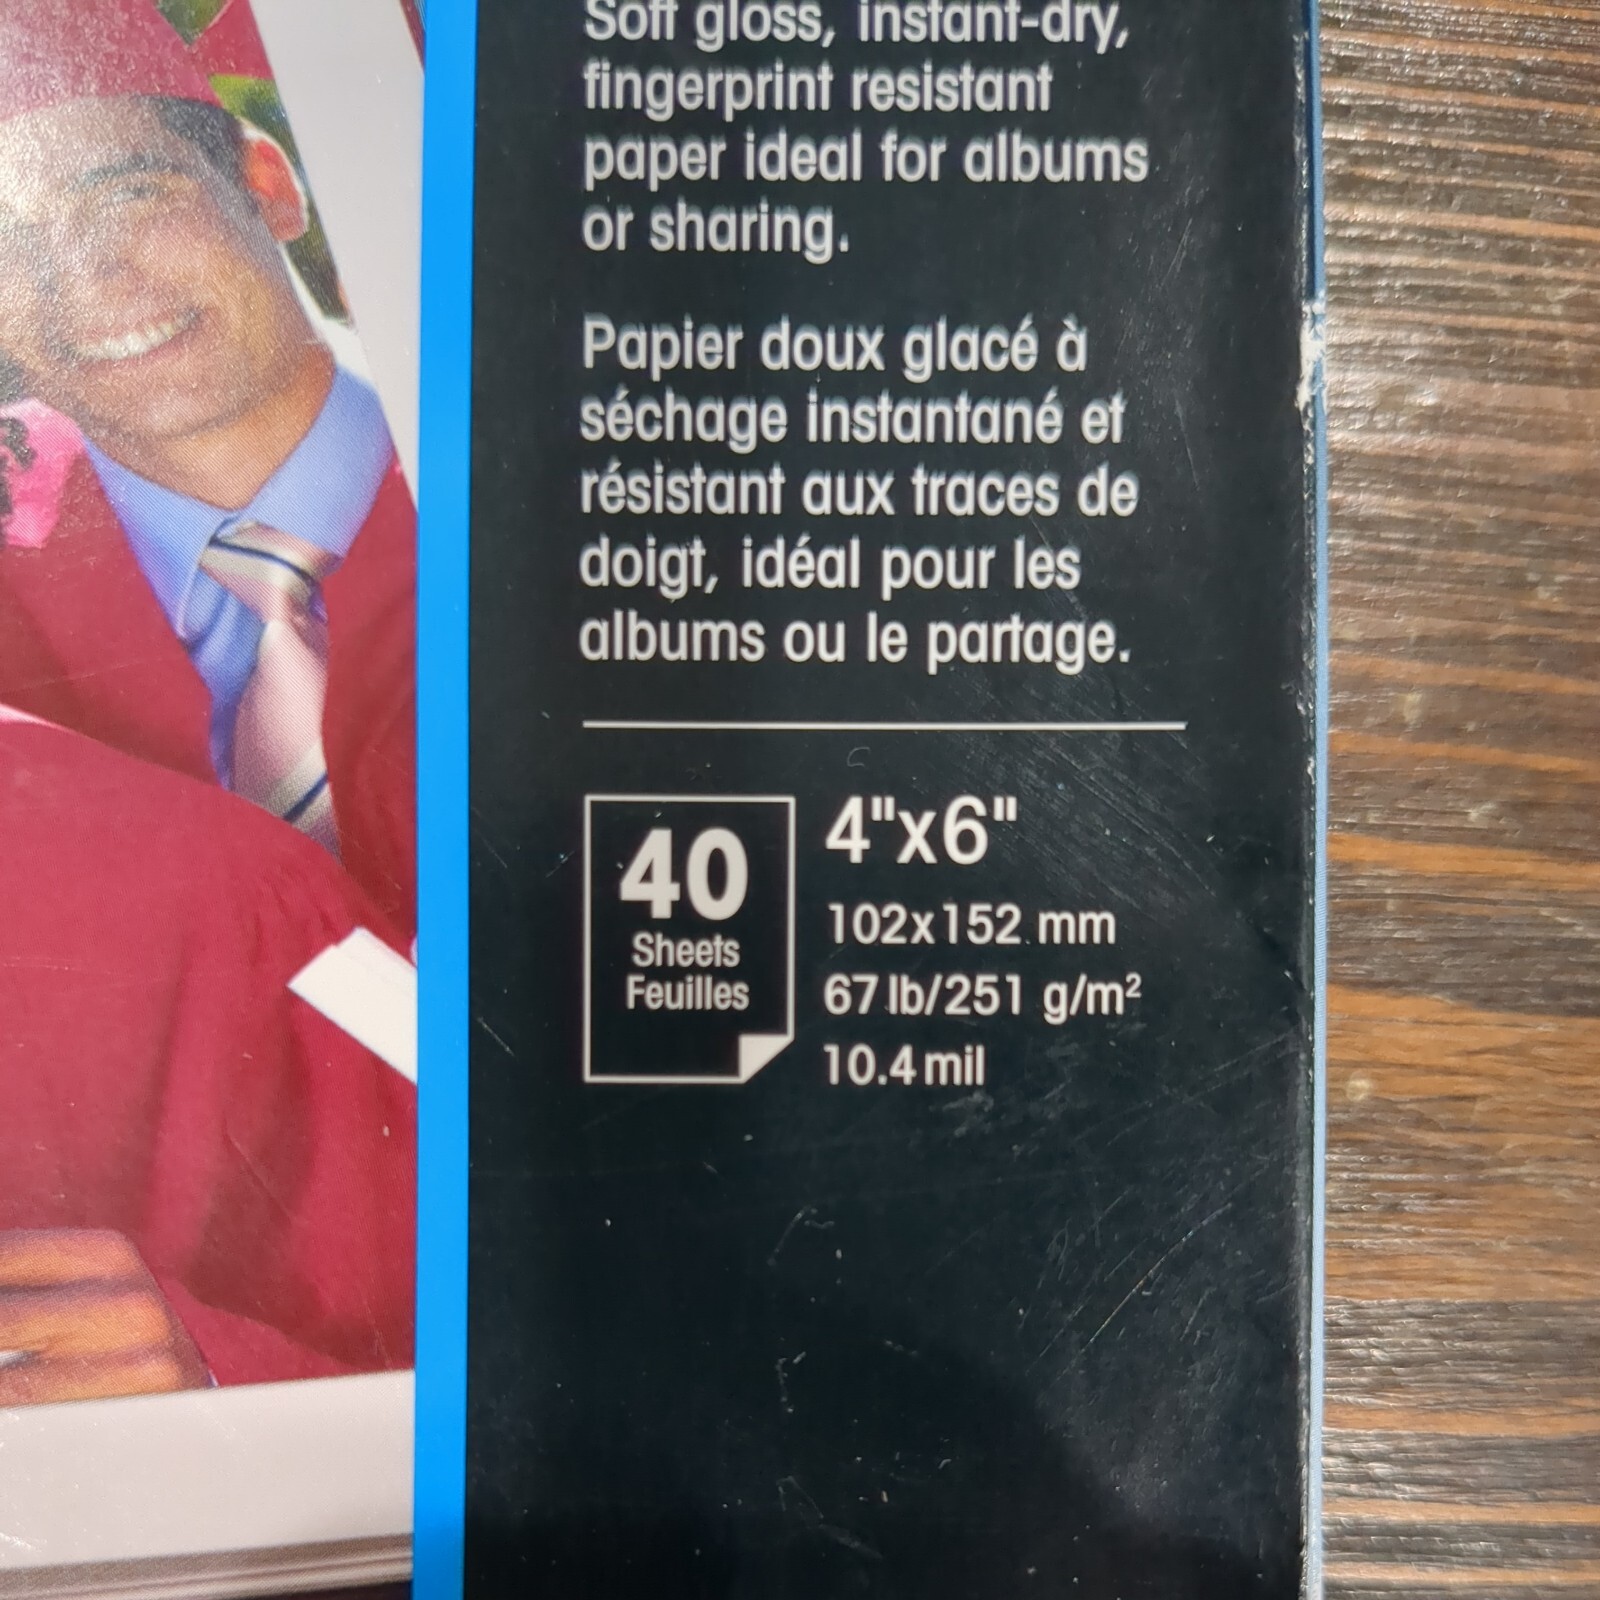 Soft gloss, instant-dry,
fingerprint resistant
paper ideal for albums
or sharing.
Papier doux glacé à
séchage instantané et
résistant aux traces de
doigt, idéal pour les
albums ou le partage.
40
Sheets
Feuilles
4"x6"
102x152 mm
67 lb/251 g/m²
10.4 mil